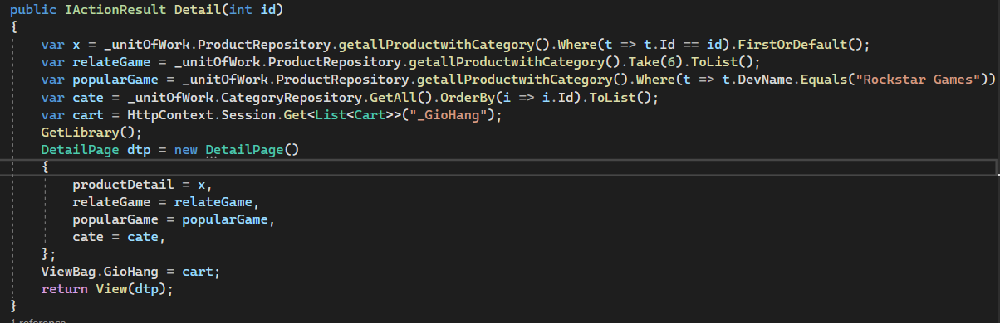 public IActionResult Detail(int id)
{
var x = _unitOfWork.ProductRepository.getallProductwithCategory().Where(t => t.Id == id).FirstOrDefault();
var relateGame = _unitOfWork.ProductRepository.getallProductwithCategory().Take(6).ToList();
var popularGame = _unitOfWork.ProductRepository.getallProductwithCategory().Where(t => t.DevName.Equals("Rockstar Games"))
var cate = _unitOfWork.CategoryRepository.GetAll().OrderBy(i => i.Id).ToList();
var cart = HttpContext.Session.Get<List<Cart>>("_GioHang");
GetLibrary();
DetailPage dtp = new DetailPage()
{
productDetail = x,
relateGame = relateGame,
popularGame = popularGame,
cate = cate,
};
ViewBag.GioHang = cart;
return View(dtp);
}
1 reference